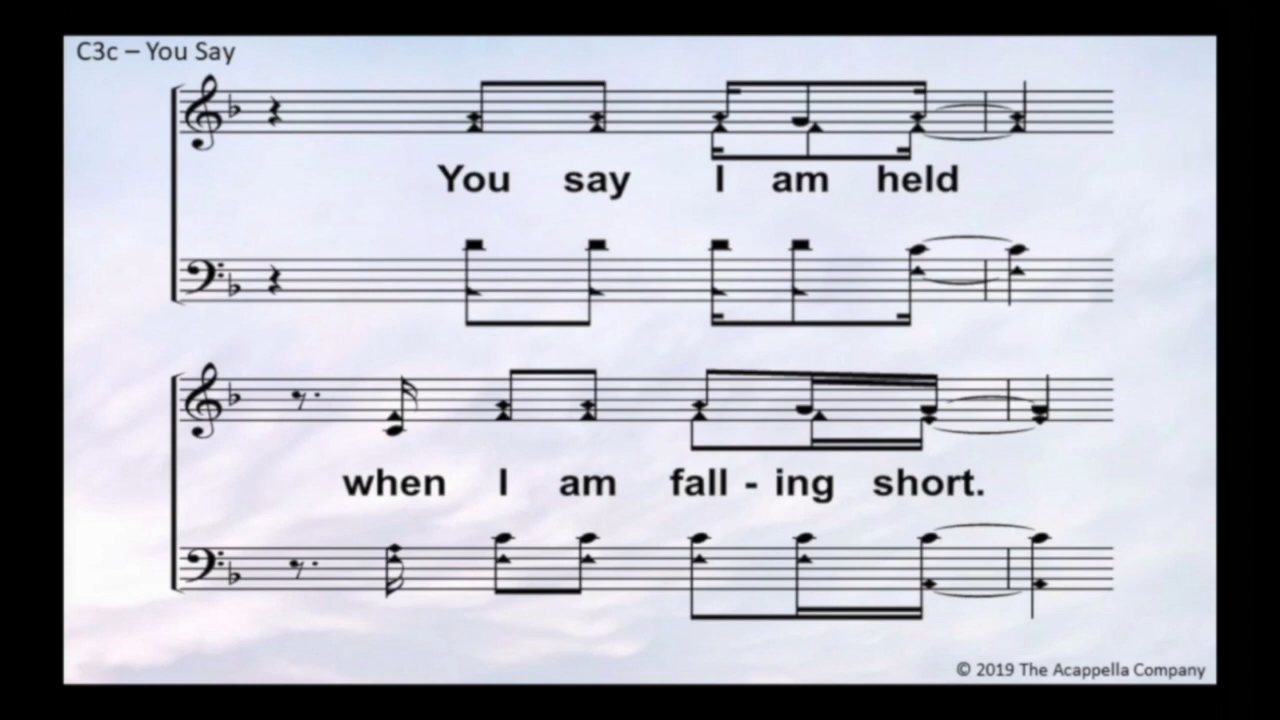 C3c – You Say
You say I am held
when I am fall - ing short.
© 2019 The Acappella Company